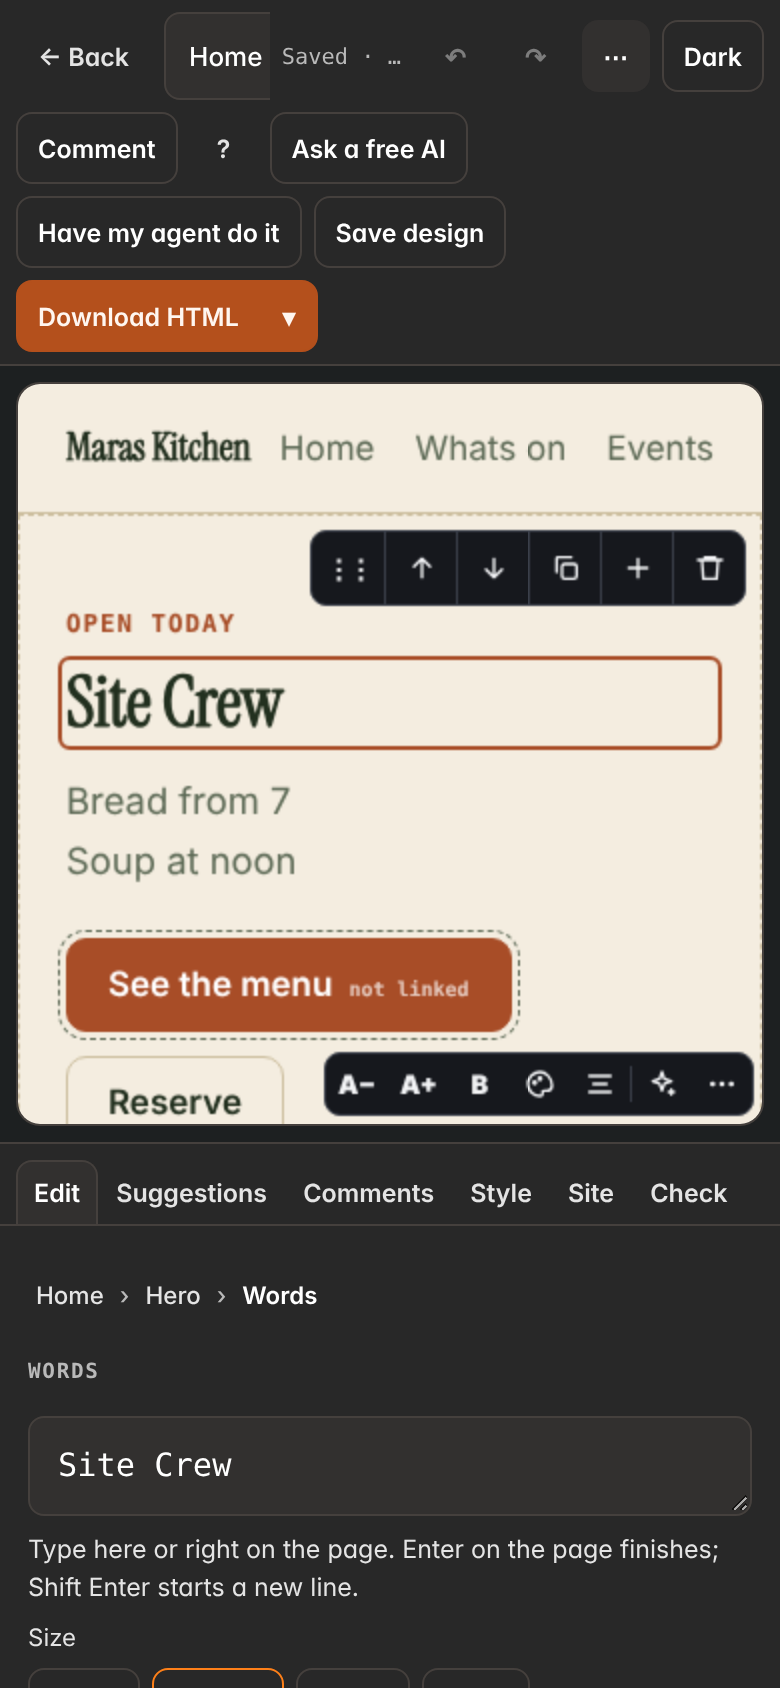 ← Back Home Saved · … ↶ ↷ ... Dark
Comment ? Ask a free AI
Have my agent do it Save design
Download HTML ▾
Maras Kitchen Home Whats on Events
OPEN TODAY
Site Crew
Bread from 7
Soup at noon
See the menu not linked
Reserve A− A+ B ...
Edit Suggestions Comments Style Site Check
Home › Hero › Words
WORDS
Site Crew
Type here or right on the page. Enter on the page finishes;
Shift Enter starts a new line.
Size